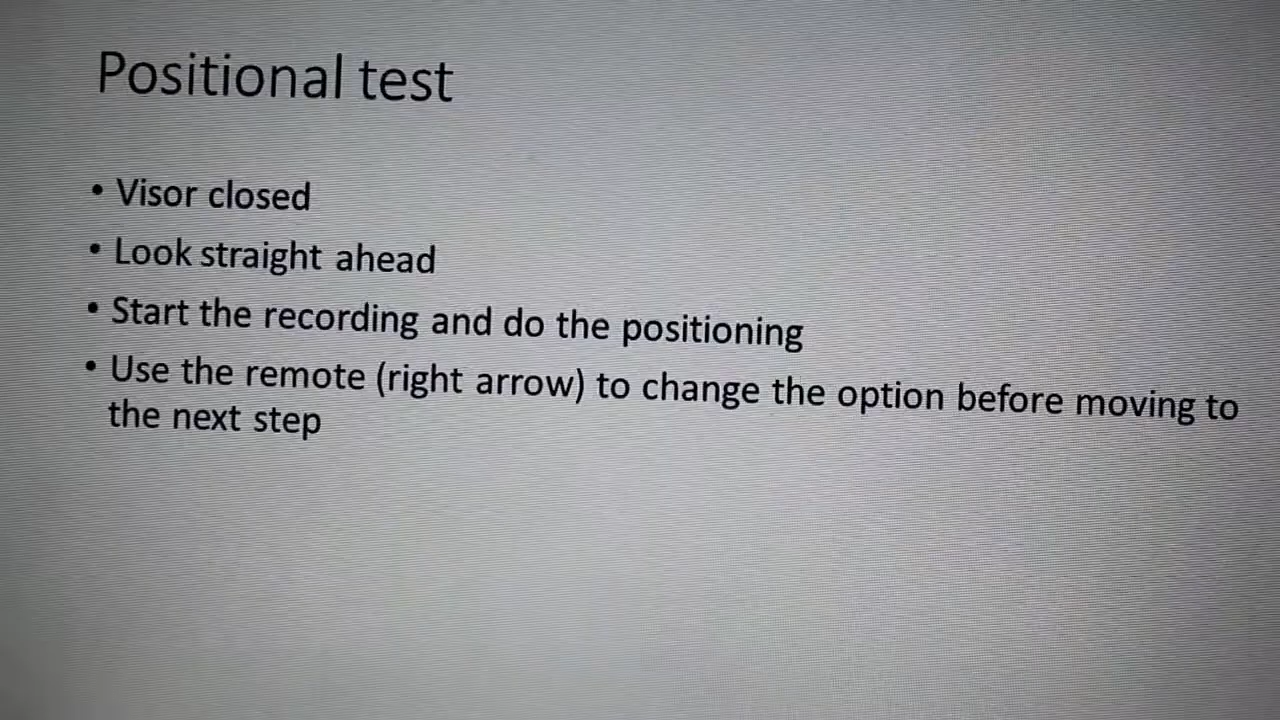 Positional test
• Visor closed
• Look straight ahead
• Start the recording and do the positioning
• Use the remote (right arrow) to change the option before moving to
the next step